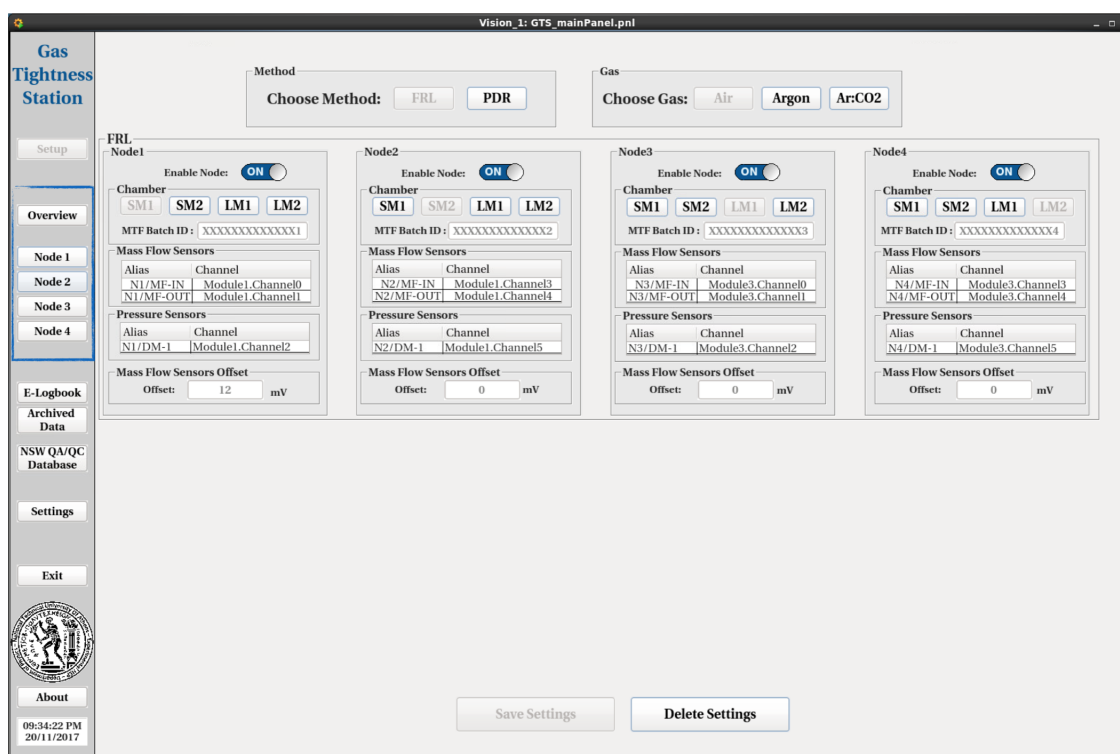 Vision_1: GTS_mainPanel.pnl
Gas
Tightness
Station
Setup
Overview
Node 1
Node 2
Node 3
Node 4
E-Logbook
Archived
Data
NSW QA/QC
Database
Settings
Exit
About
09:34:22 PM
20/11/2017
Method
Choose Method: FRL PDR
Gas
Choose Gas: Air Argon Ar:CO2
FRL
Node1
Enable Node: ON
Chamber
SM1 SM2 LM1 LM2
MTF Batch ID : XXXXXXXXXXXXX1
Mass Flow Sensors
Alias Channel
N1/MF-IN Module1.Channel0
N1/MF-OUT Module1.Channel1
Pressure Sensors
Alias Channel
N1/DM-1 Module1.Channel2
Mass Flow Sensors Offset
Offset: 12 mV
Node2
Enable Node: ON
Chamber
SM1 SM2 LM1 LM2
MTF Batch ID : XXXXXXXXXXXXX2
Mass Flow Sensors
Alias Channel
N2/MF-IN Module1.Channel3
N2/MF-OUT Module1.Channel4
Pressure Sensors
Alias Channel
N2/DM-1 Module1.Channel5
Mass Flow Sensors Offset
Offset: 0 mV
Node3
Enable Node: ON
Chamber
SM1 SM2 LM1 LM2
MTF Batch ID : XXXXXXXXXXXXX3
Mass Flow Sensors
Alias Channel
N3/MF-IN Module3.Channel0
N3/MF-OUT Module3.Channel1
Pressure Sensors
Alias Channel
N3/DM-1 Module3.Channel2
Mass Flow Sensors Offset
Offset: 0 mV
Node4
Enable Node: ON
Chamber
SM1 SM2 LM1 LM2
MTF Batch ID : XXXXXXXXXXXXX4
Mass Flow Sensors
Alias Channel
N4/MF-IN Module3.Channel3
N4/MF-OUT Module3.Channel4
Pressure Sensors
Alias Channel
N4/DM-1 Module3.Channel5
Mass Flow Sensors Offset
Offset: 0 mV
Save Settings
Delete Settings